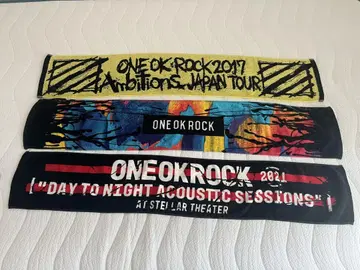 ONE OK ROCK 2017
Ambitions JAPAN TOUR
ONE OK ROCK
ONE OK ROCK 2021
["DAY TO NIGHT ACOUSTIC SESSIONS"]
AT STELLAR THEATER